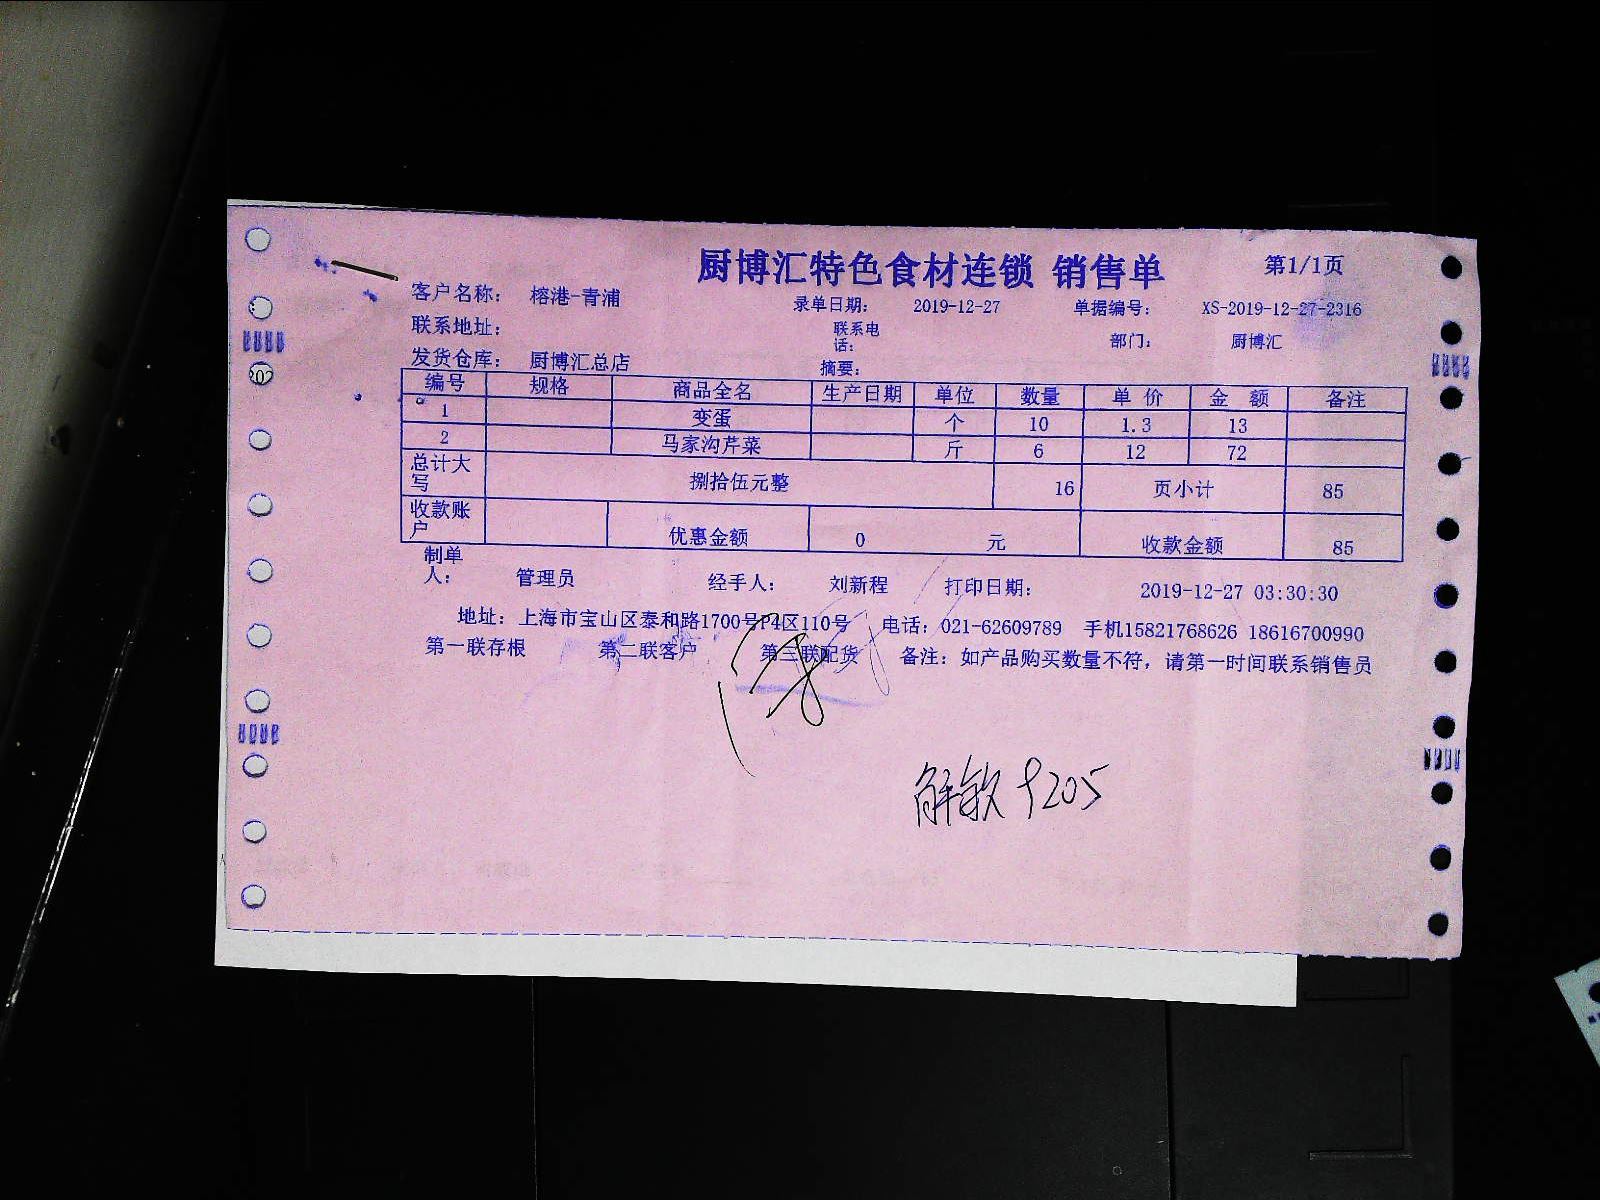 厨博汇特色食材连锁 销售单 第1/1页
客户名称： 榕港-青浦 录单日期： 2019-12-27 单据编号： XS-2019-12-27-2316
联系地址： 联系电话： 部门： 厨博汇
发货仓库： 厨博汇总店 摘要：
编号 规格 商品全名 生产日期 单位 数量 单 价 金 额 备注
1 变蛋 个 10 1.3 13
2 马家沟芹菜 斤 6 12 72
总计大写 捌拾伍元整 16 页小计 85
收款账户 优惠金额 0 元 收款金额 85
制单人： 管理员 经手人： 刘新程 打印日期： 2019-12-27 03:30:30
地址：上海市宝山区泰和路1700号P4区110号 电话：021-62609789 手机15821768626 18616700990
第一联存根 第二联客户 第三联配货 备注：如产品购买数量不符，请第一时间联系销售员